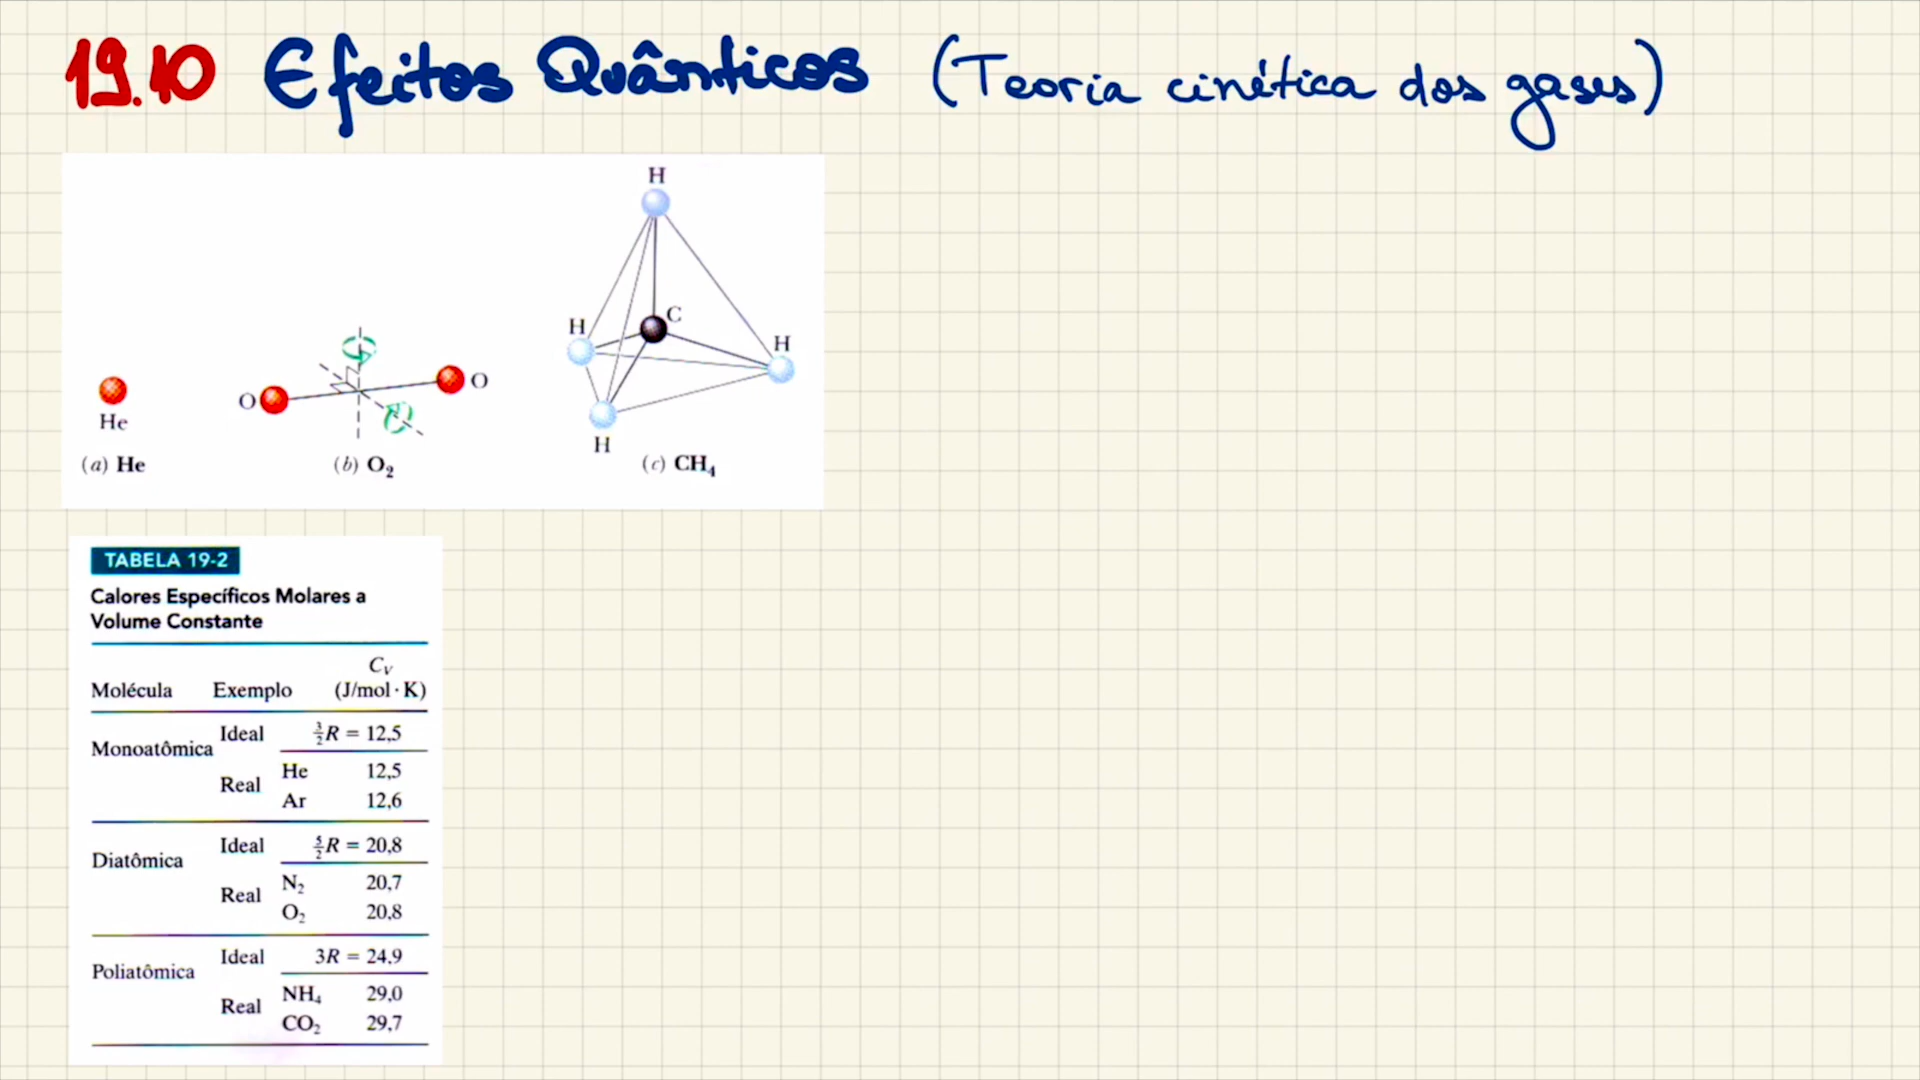 19.10 Efeitos Quânticos (Teoria cinética dos gases)
H
C
H
H
O
O
He
H
(a) He (b) O₂ (c) CH₄
TABELA 19-2
Calores Específicos Molares a
Volume Constante
C_V
Molécula Exemplo (J/mol · K)
Ideal 3/2 R = 12,5
Monoatômica
He 12,5
Real
Ar 12,6
Ideal 5/2 R = 20,8
Diatômica
N₂ 20,7
Real
O₂ 20,8
Ideal 3R = 24,9
Poliatômica
NH₄ 29,0
Real
CO₂ 29,7